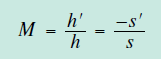 M = h′/h = −s′/s